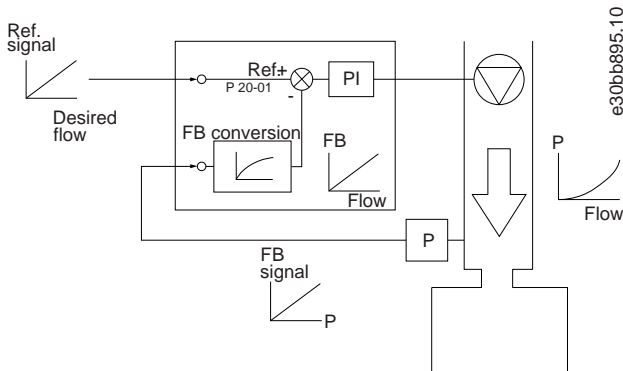 Ref.
signal
Desired
flow
Ref.+
P 20-01
-
PI
FB conversion
FB
Flow
P
FB
signal
P
P
Flow
e30bb895.10